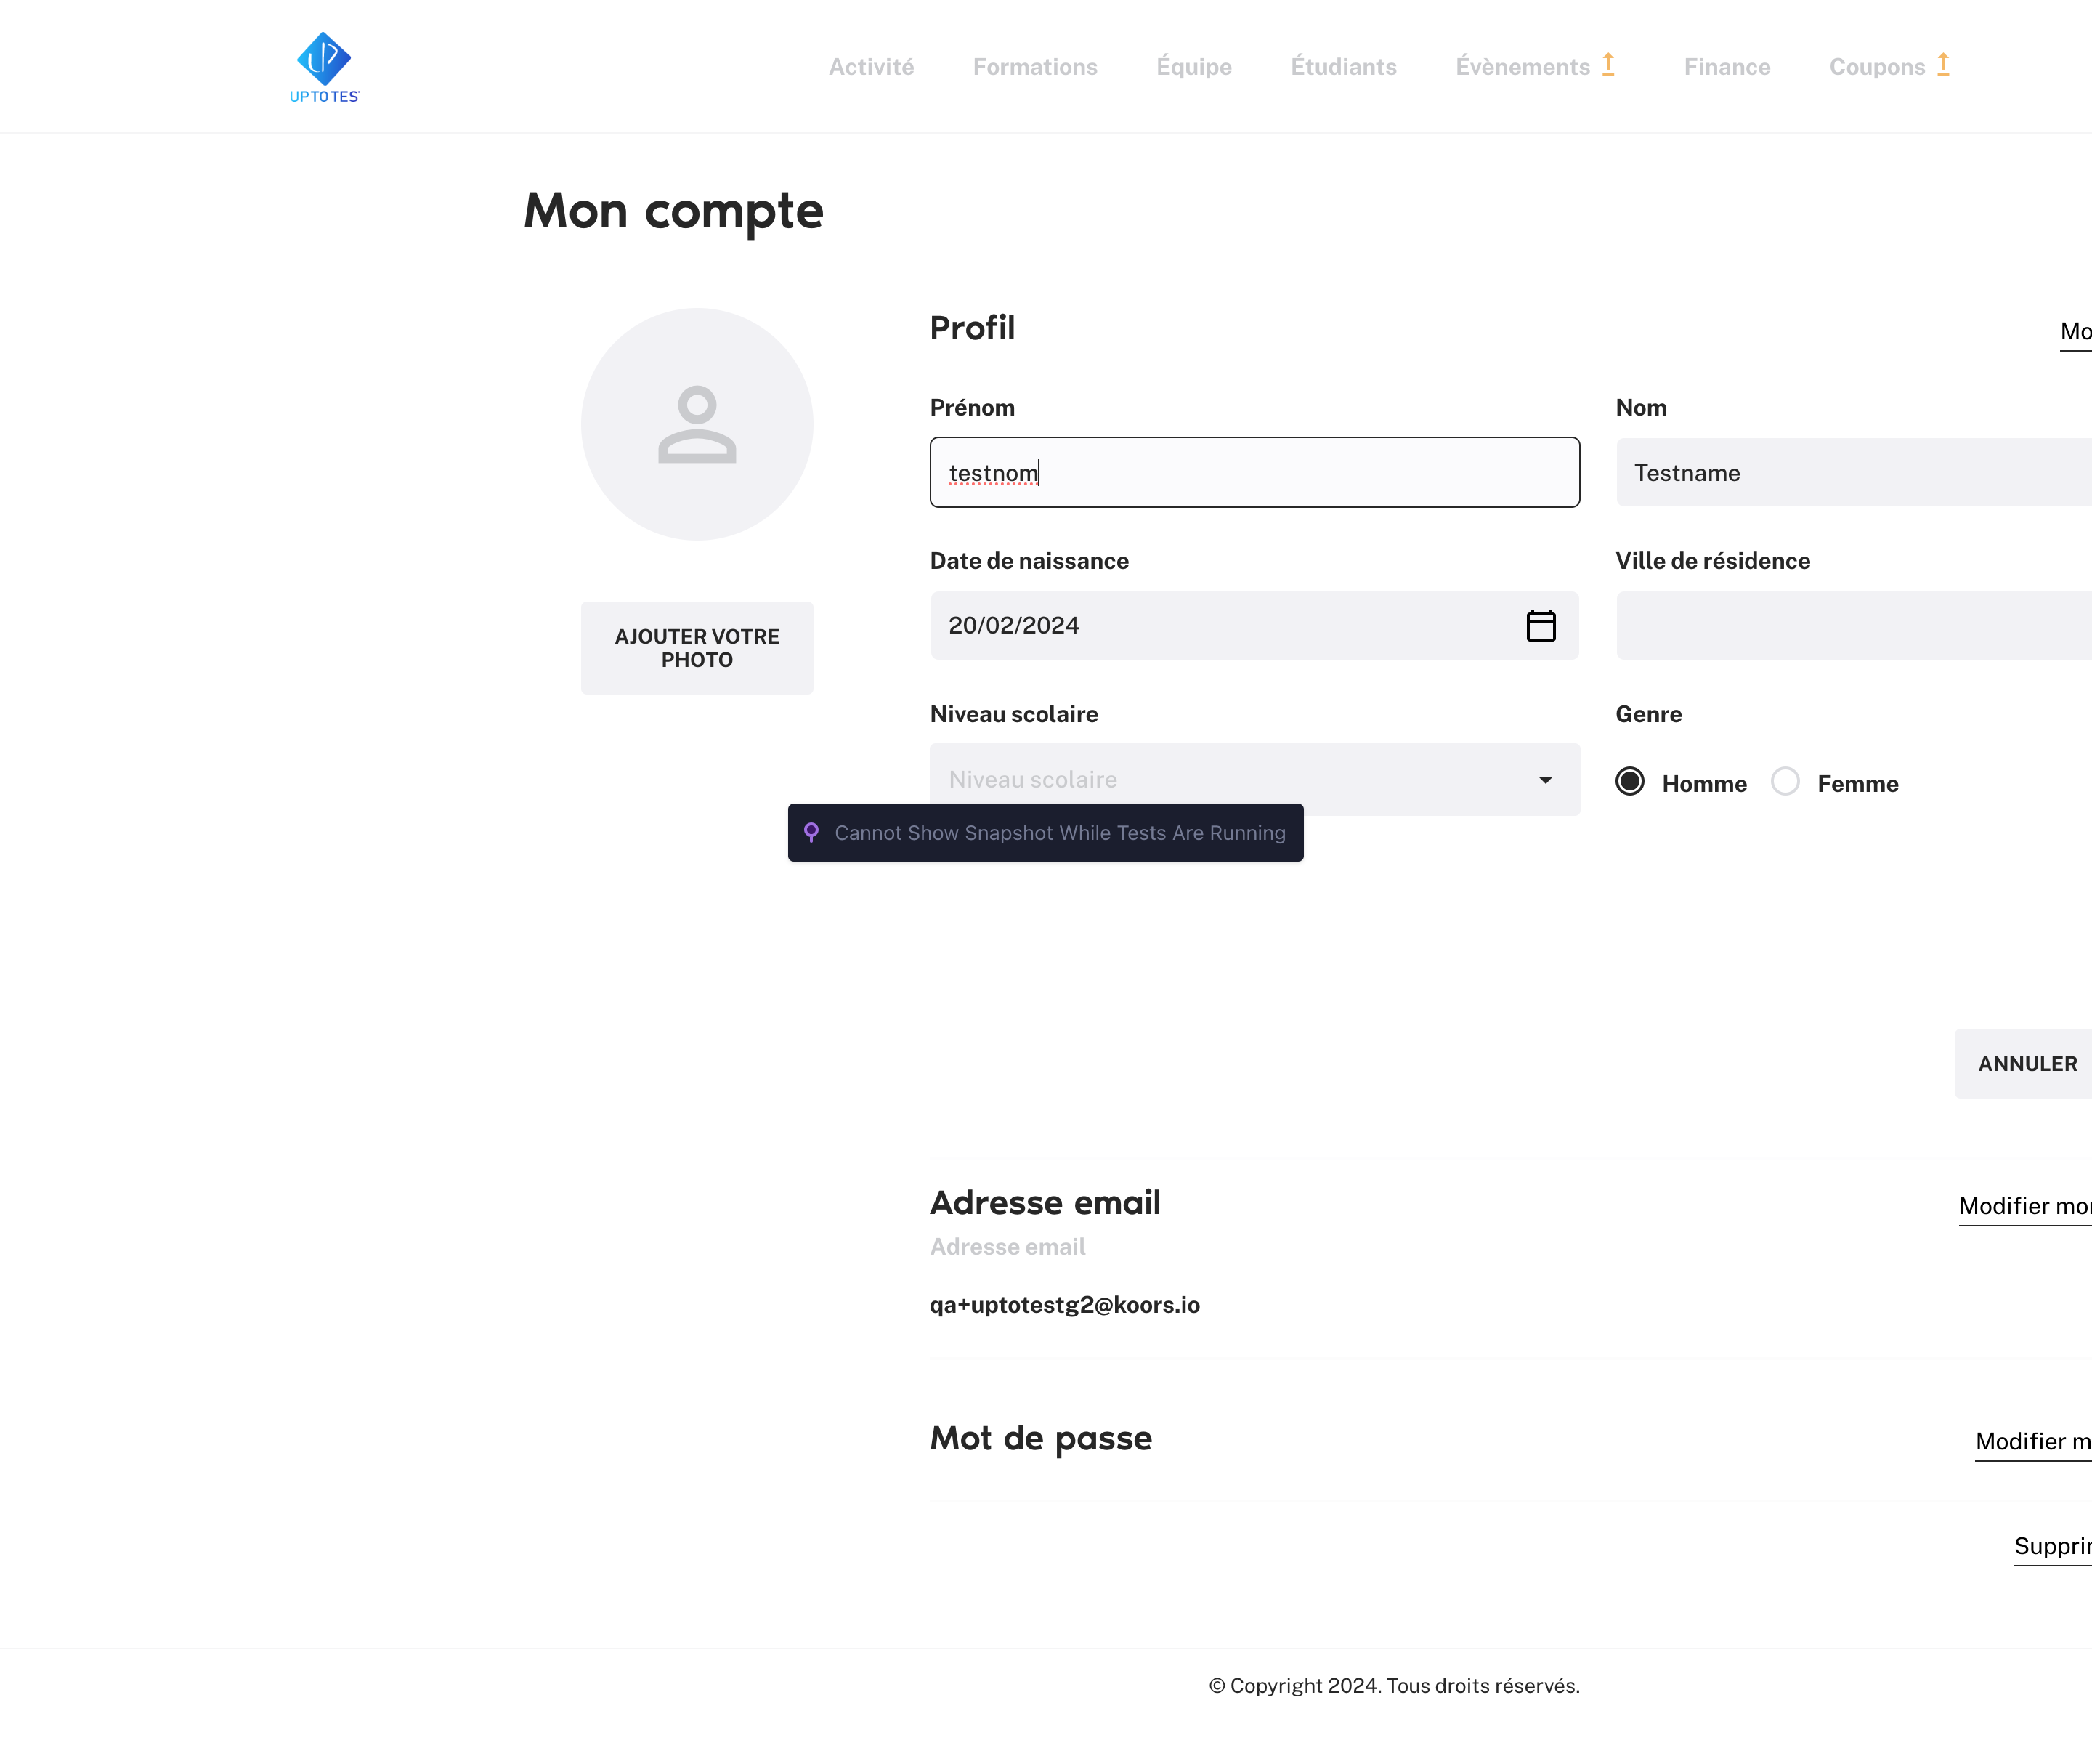 UPTOTES
Activité Formations Équipe Étudiants Évènements Finance Coupons
Mon compte
Profil
Mo
Prénom
Nom
testnom
Testname
Date de naissance
Ville de résidence
20/02/2024
AJOUTER VOTRE
PHOTO
Niveau scolaire
Genre
Niveau scolaire
Homme Femme
Cannot Show Snapshot While Tests Are Running
ANNULER
Adresse email
Modifier mon
Adresse email
qa+uptotestg2@koors.io
Mot de passe
Modifier m
Supprim
© Copyright 2024. Tous droits réservés.